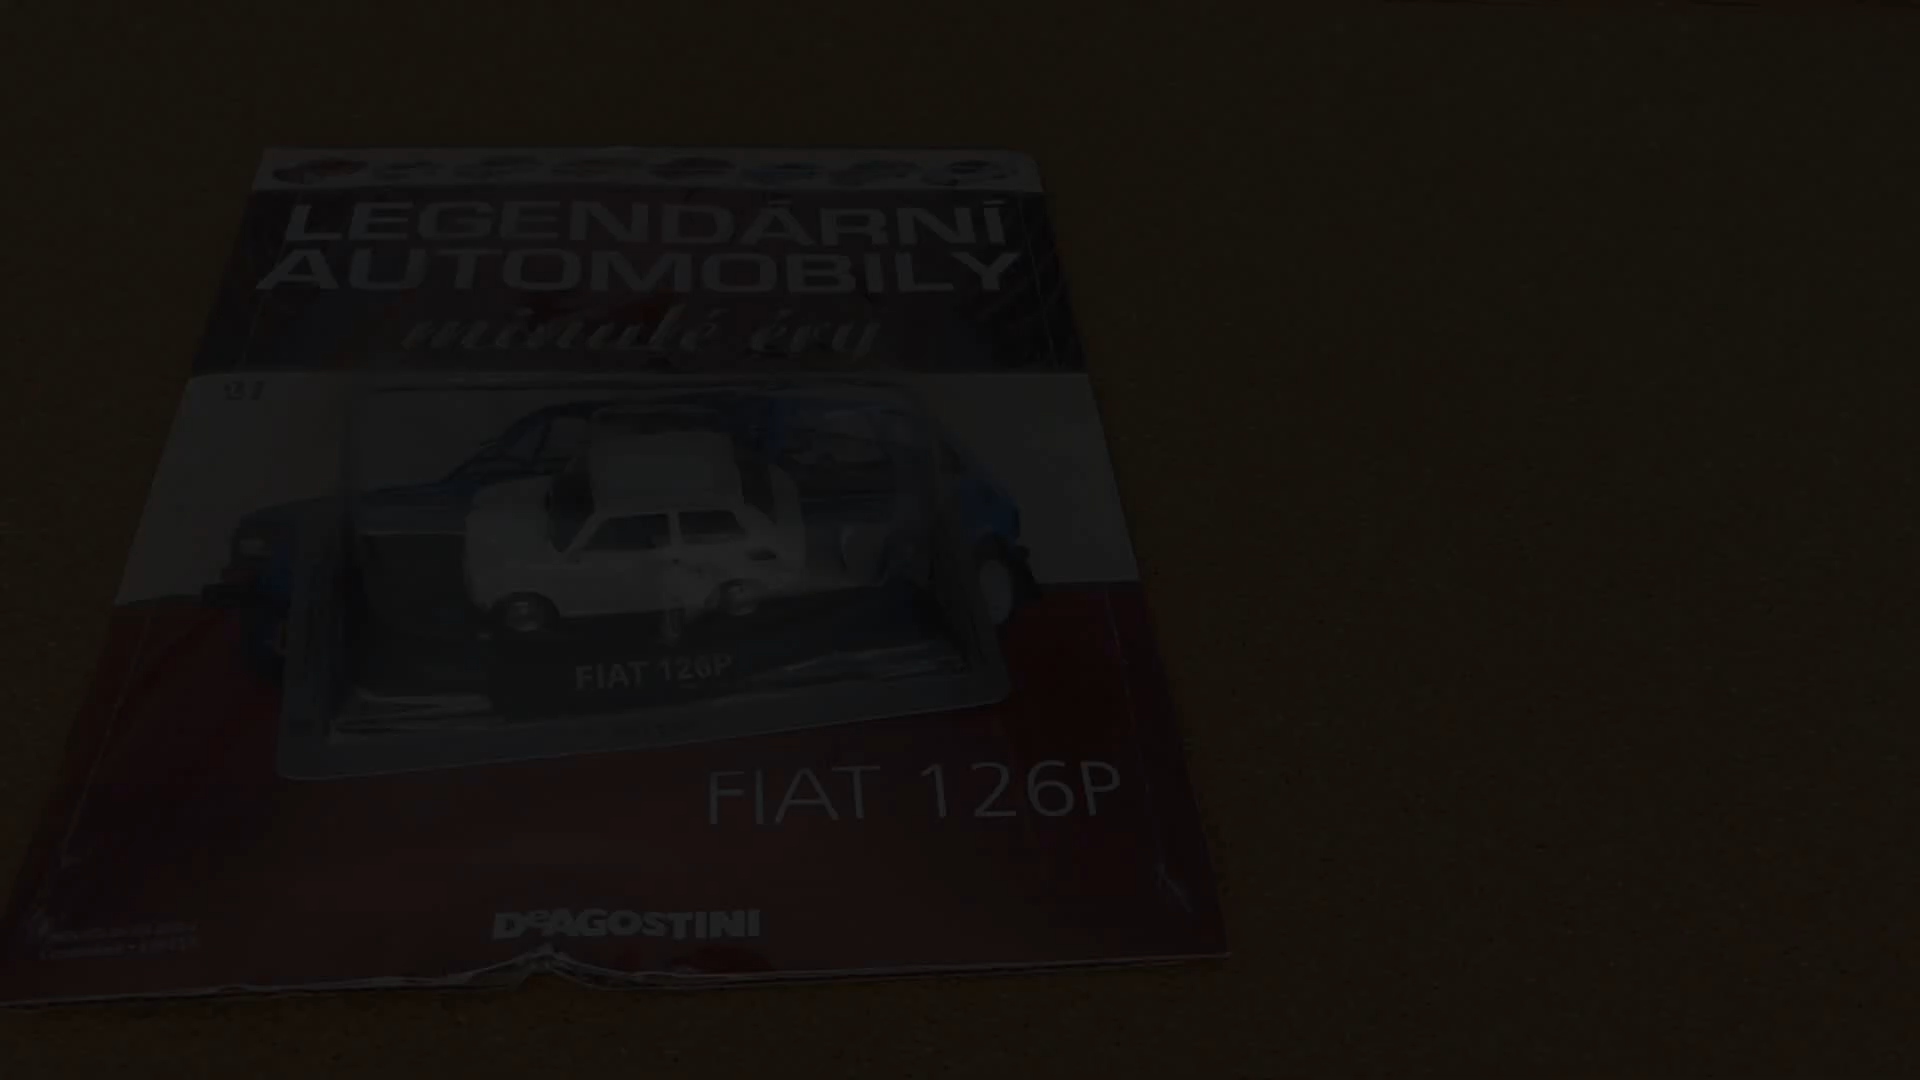 LEGENDÁRNÍ
AUTOMOBILY
minulé éry
FIAT 126P
FIAT 126P
DeAGOSTINI